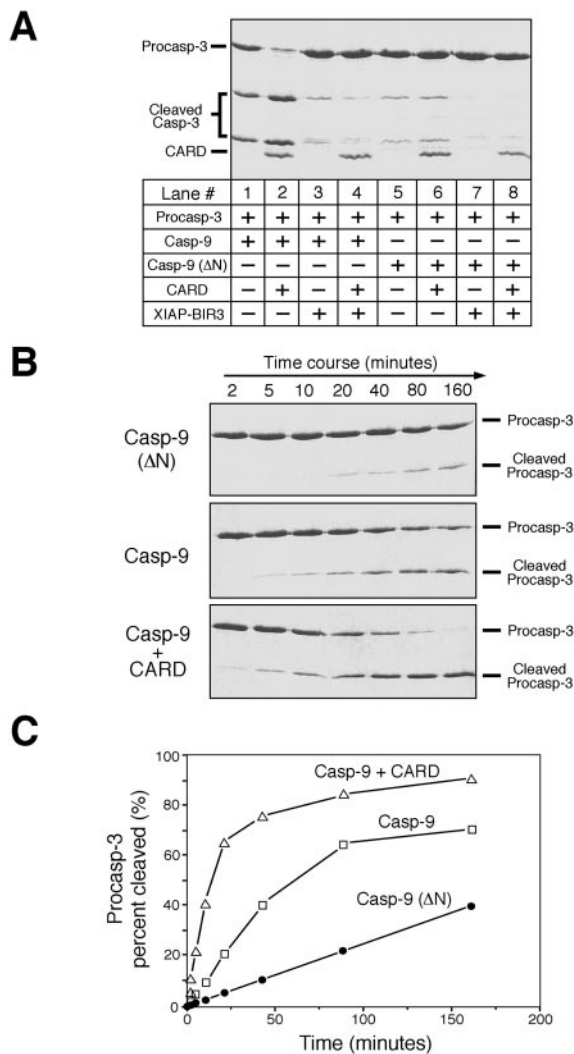 A
Procasp-3
Cleaved
Casp-3
CARD
Lane # 1 2 3 4 5 6 7 8
Procasp-3 + + + + + + + +
Casp-9 + + + + − − − −
Casp-9 (ΔN) − − − − + + + +
CARD − + − + − + − +
XIAP-BIR3 − − + + − − + +
B
Time course (minutes)
2 5 10 20 40 80 160
Casp-9
(ΔN)
Procasp-3
Cleaved
Procasp-3
Casp-9
Procasp-3
Cleaved
Procasp-3
Casp-9
+
CARD
Procasp-3
Cleaved
Procasp-3
C
Procasp-3
percent cleaved (%)
100
80
60
40
20
0
Casp-9 + CARD
Casp-9
Casp-9 (ΔN)
0 50 100 150 200
Time (minutes)